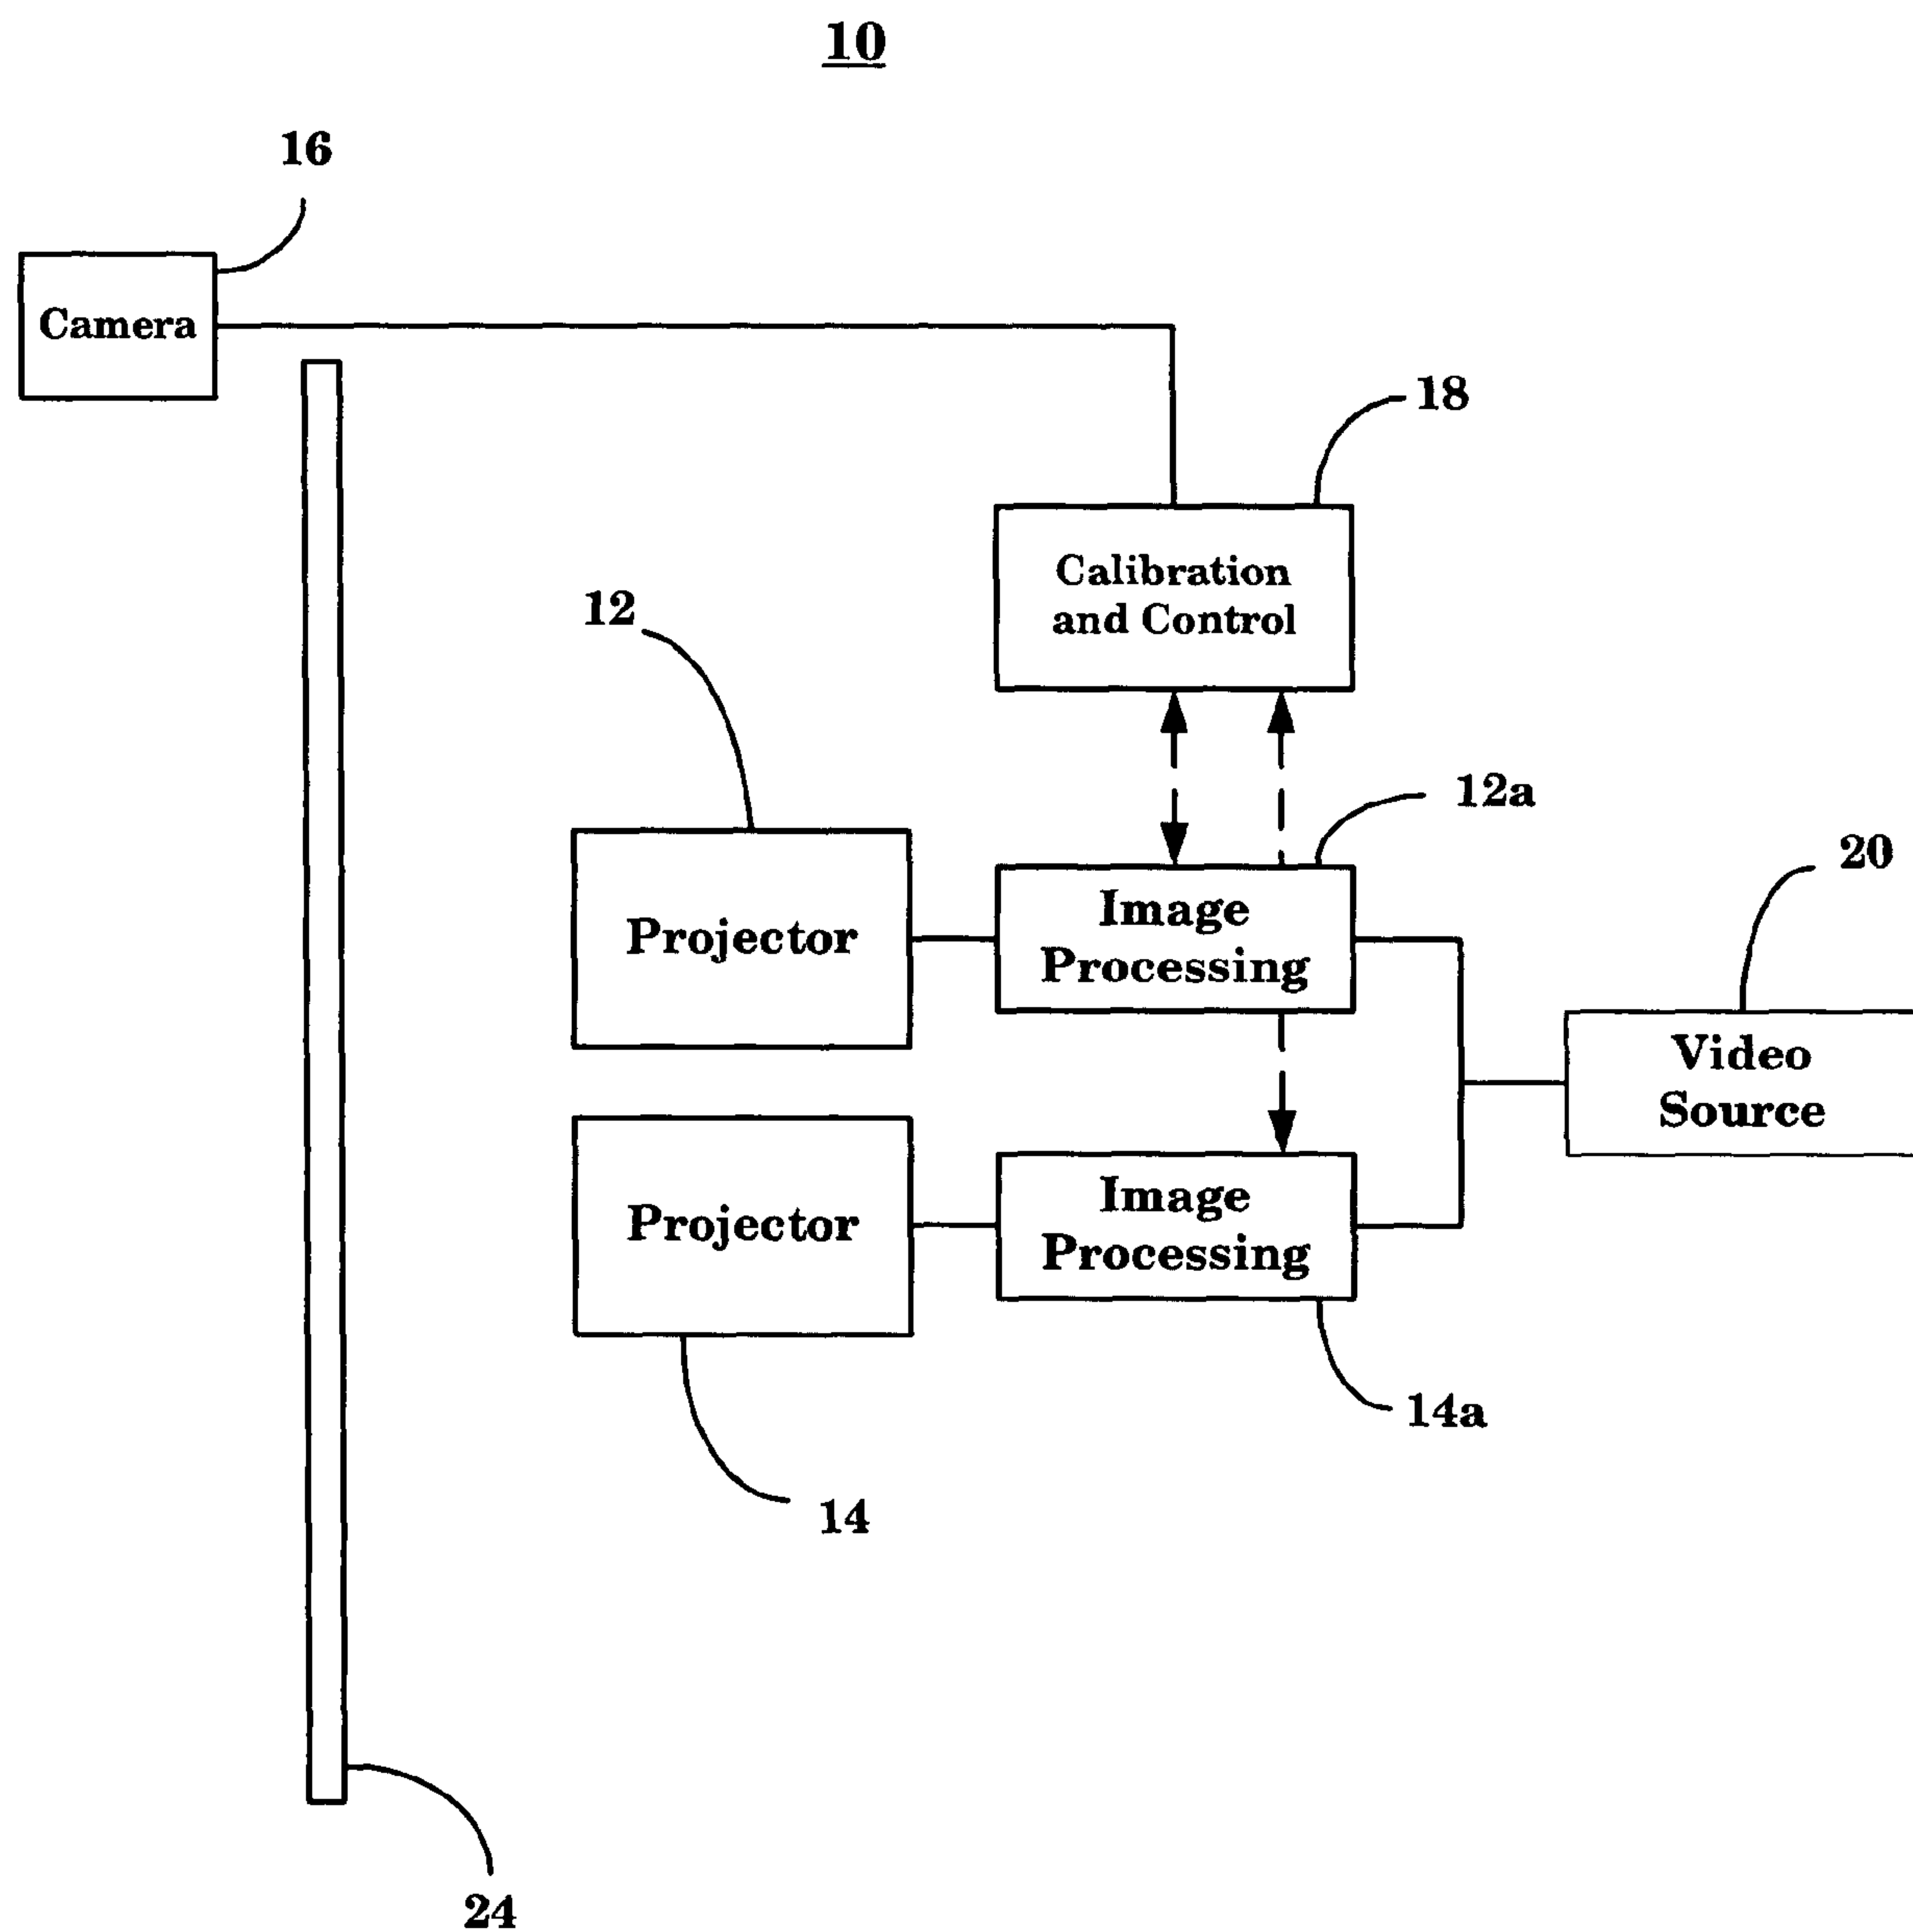 10
16
Camera
18
Calibration
and Control
12
12a
20
Projector
Image
Processing
Video
Source
Projector
Image
Processing
14a
14
24